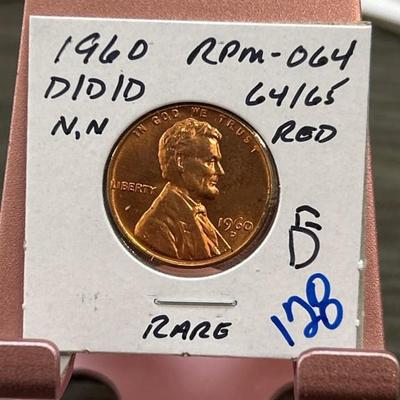 1960 RPM-064
D/D/D 64/65
N,N RED
IN GOD WE TRUST
LIBERTY
1960
D
E
D
RARE
128